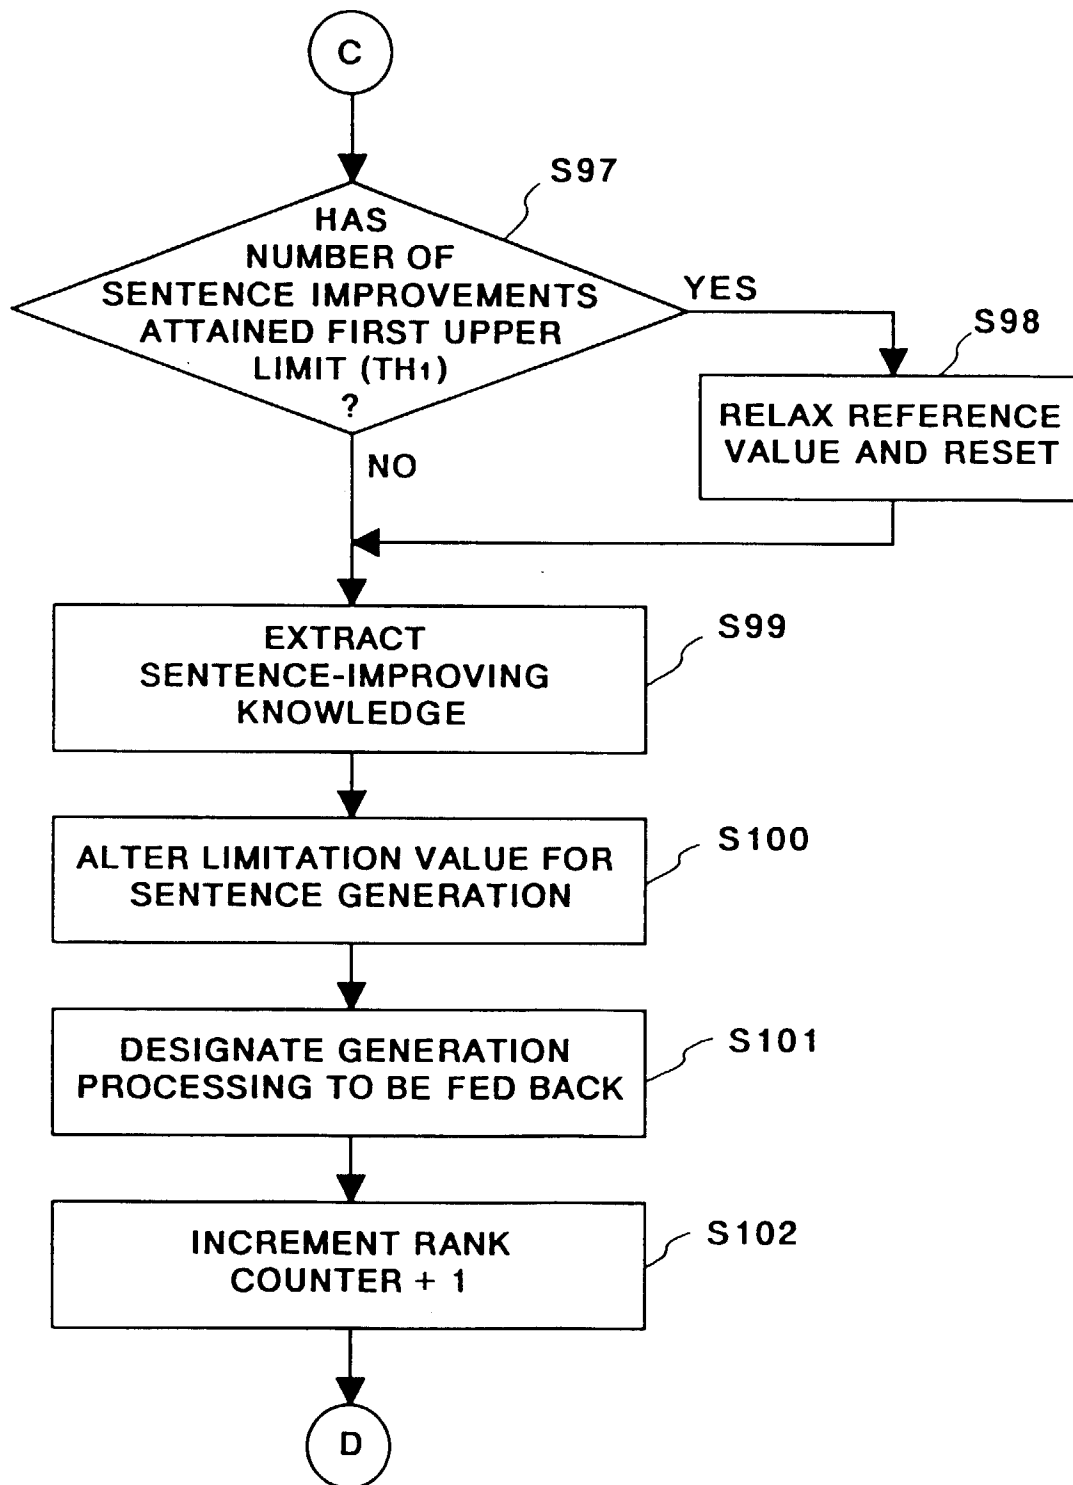 C
S97
HAS
NUMBER OF
SENTENCE IMPROVEMENTS
ATTAINED FIRST UPPER
LIMIT (TH1)
?
YES
S98
RELAX REFERENCE
VALUE AND RESET
NO
S99
EXTRACT
SENTENCE-IMPROVING
KNOWLEDGE
S100
ALTER LIMITATION VALUE FOR
SENTENCE GENERATION
S101
DESIGNATE GENERATION
PROCESSING TO BE FED BACK
S102
INCREMENT RANK
COUNTER + 1
D